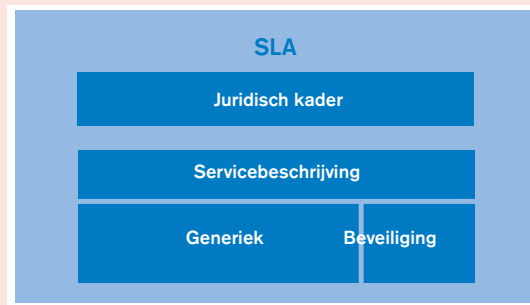 SLA
Juridisch kader
Servicebeschrijving
Generiek
Beveiliging